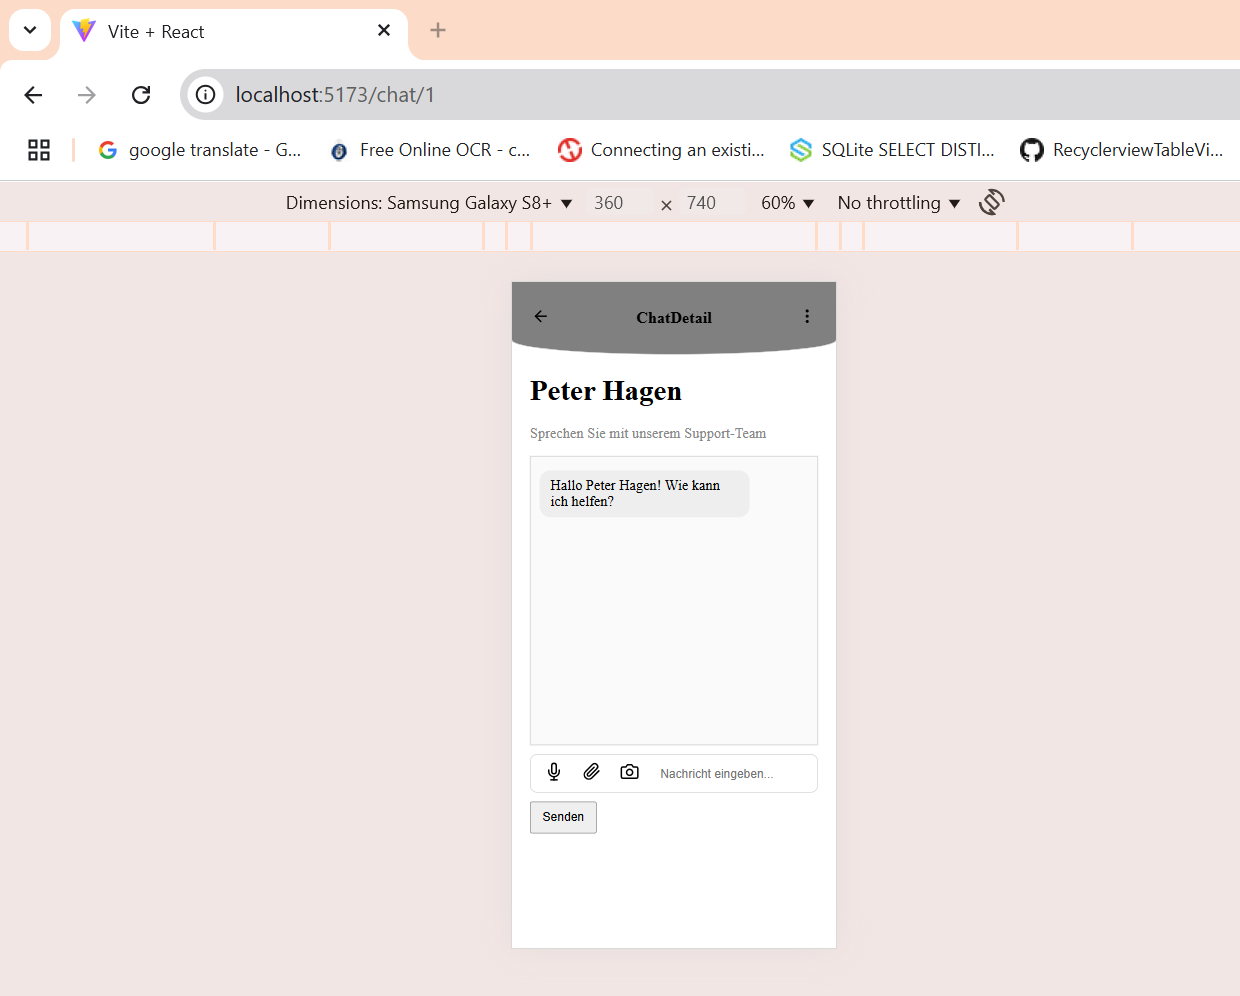 Vite + React
localhost:5173/chat/1
google translate - G...
Free Online OCR - c...
Connecting an existi...
SQLite SELECT DISTI...
RecyclerviewTableVi...
Dimensions: Samsung Galaxy S8+ 360 × 740 60% No throttling
ChatDetail
Peter Hagen
Sprechen Sie mit unserem Support-Team
Hallo Peter Hagen! Wie kann
ich helfen?
Nachricht eingeben...
Senden